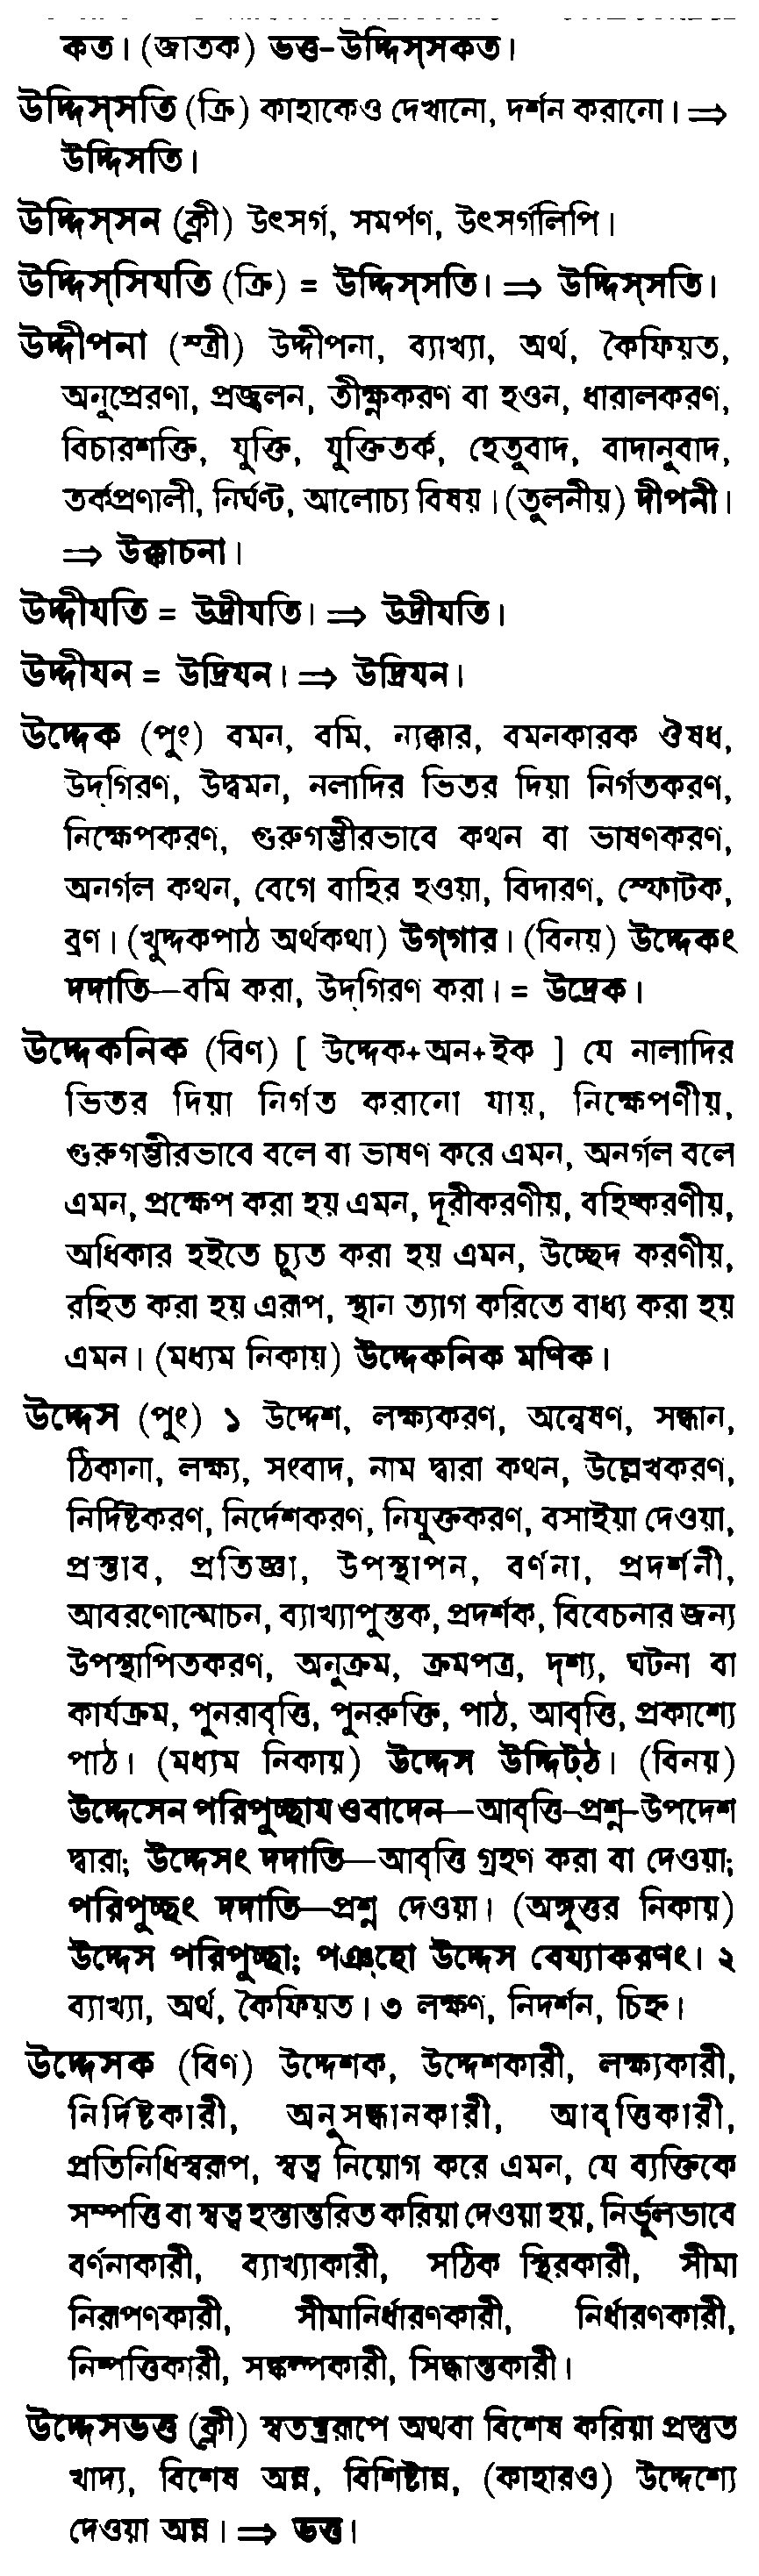 কত। (জাতক) ভত্ত-উদ্দিস্সকত।
উদ্দিস্সতি (ক্রি) কাহাকেও দেখানো, দর্শন করানো। ⇒
উদ্দিসতি।
উদ্দিস্সন (ক্লী) উৎসর্গ, সমর্পণ, উৎসর্গলিপি।
উদ্দিস্সিযতি (ক্রি) = উদ্দিস্সতি। ⇒ উদ্দিস্সতি।
উদ্দীপনা (স্ত্রী) উদ্দীপনা, ব্যাখ্যা, অর্থ, কৈফিয়ত,
অনুপ্রেরণা, প্রজ্বলন, তীক্ষ্ণকরণ বা হওন, ধারালকরণ,
বিচারশক্তি, যুক্তি, যুক্তিতর্ক, হেতুবাদ, বাদানুবাদ,
তর্কপ্রণালী, নির্ঘণ্ট, আলোচ্য বিষয়। (তুলনীয়) দীপনী।
⇒ উক্কাচনা।
উদ্দীযতি = উদ্রীযতি। ⇒ উদ্রীযতি।
উদ্দীযন = উদ্রিযন। ⇒ উদ্রিযন।
উদ্দেক (পুং) বমন, বমি, ন্যক্কার, বমনকারক ঔষধ,
উদ্গিরণ, উদ্বমন, নলাদির ভিতর দিয়া নির্গতকরণ,
নিক্ষেপকরণ, গুরুগম্ভীরভাবে কথন বা ভাষণকরণ,
অনর্গল কথন, বেগে বাহির হওয়া, বিদারণ, স্ফোটক,
ব্রণ। (খুদ্দকপাঠ অর্থকথা) উগ্গার। (বিনয়) উদ্দেকং
দদাতি—বমি করা, উদ্গিরণ করা। = উদ্রেক।
উদ্দেকনিক (বিণ) [ উদ্দেক+অন+ইক ] যে নালাদির
ভিতর দিয়া নির্গত করানো যায়, নিক্ষেপণীয়,
গুরুগম্ভীরভাবে বলে বা ভাষণ করে এমন, অনর্গল বলে
এমন, প্রক্ষেপ করা হয় এমন, দূরীকরণীয়, বহিষ্করণীয়,
অধিকার হইতে চ্যুত করা হয় এমন, উচ্ছেদ করণীয়,
রহিত করা হয় এরূপ, স্থান ত্যাগ করিতে বাধ্য করা হয়
এমন। (মধ্যম নিকায়) উদ্দেকনিক মণিক।
উদ্দেস (পুং) ১ উদ্দেশ, লক্ষ্যকরণ, অন্বেষণ, সন্ধান,
ঠিকানা, লক্ষ্য, সংবাদ, নাম দ্বারা কথন, উল্লেখকরণ,
নির্দিষ্টকরণ, নির্দেশকরণ, নিযুক্তকরণ, বসাইয়া দেওয়া,
প্রস্তাব, প্রতিজ্ঞা, উপস্থাপন, বর্ণনা, প্রদর্শনী,
আবরণোন্মোচন, ব্যাখ্যাপুস্তক, প্রদর্শক, বিবেচনার জন্য
উপস্থাপিতকরণ, অনুক্রম, ক্রমপত্র, দৃশ্য, ঘটনা বা
কার্যক্রম, পুনরাবৃত্তি, পুনরুক্তি, পাঠ, আবৃত্তি, প্রকাশ্যে
পাঠ। (মধ্যম নিকায়) উদ্দেস উদ্দিট্ঠ। (বিনয়)
উদ্দেসেন পরিপুচ্ছায ওবাদেন—আবৃত্তি-প্রশ্ন-উপদেশ
দ্বারা; উদ্দেসং দদাতি—আবৃত্তি গ্রহণ করা বা দেওয়া;
পরিপুচ্ছং দদাতি—প্রশ্ন দেওয়া। (অঙ্গুত্তর নিকায়)
উদ্দেস পরিপুচ্ছা; পঞ্হো উদ্দেস বেয্যাকরণং। ২
ব্যাখ্যা, অর্থ, কৈফিয়ত। ৩ লক্ষণ, নিদর্শন, চিহ্ন।
উদ্দেসক (বিণ) উদ্দেশক, উদ্দেশকারী, লক্ষ্যকারী,
নির্দিষ্টকারী, অনুসন্ধানকারী, আবৃত্তিকারী,
প্রতিনিধিস্বরূপ, স্বত্ব নিয়োগ করে এমন, যে ব্যক্তিকে
সম্পত্তি বা স্বত্ব হস্তান্তরিত করিয়া দেওয়া হয়, নির্ভুলভাবে
বর্ণনাকারী, ব্যাখ্যাকারী, সঠিক স্থিরকারী, সীমা
নিরূপণকারী, সীমানির্ধারণকারী, নির্ধারণকারী,
নিষ্পত্তিকারী, সঙ্কল্পকারী, সিদ্ধান্তকারী।
উদ্দেসভত্ত (ক্লী) স্বতন্ত্ররূপে অথবা বিশেষ করিয়া প্রস্তুত
খাদ্য, বিশেষ অন্ন, বিশিষ্টান্ন, (কাহারও) উদ্দেশ্যে
দেওয়া অন্ন। ⇒ ভত্ত।